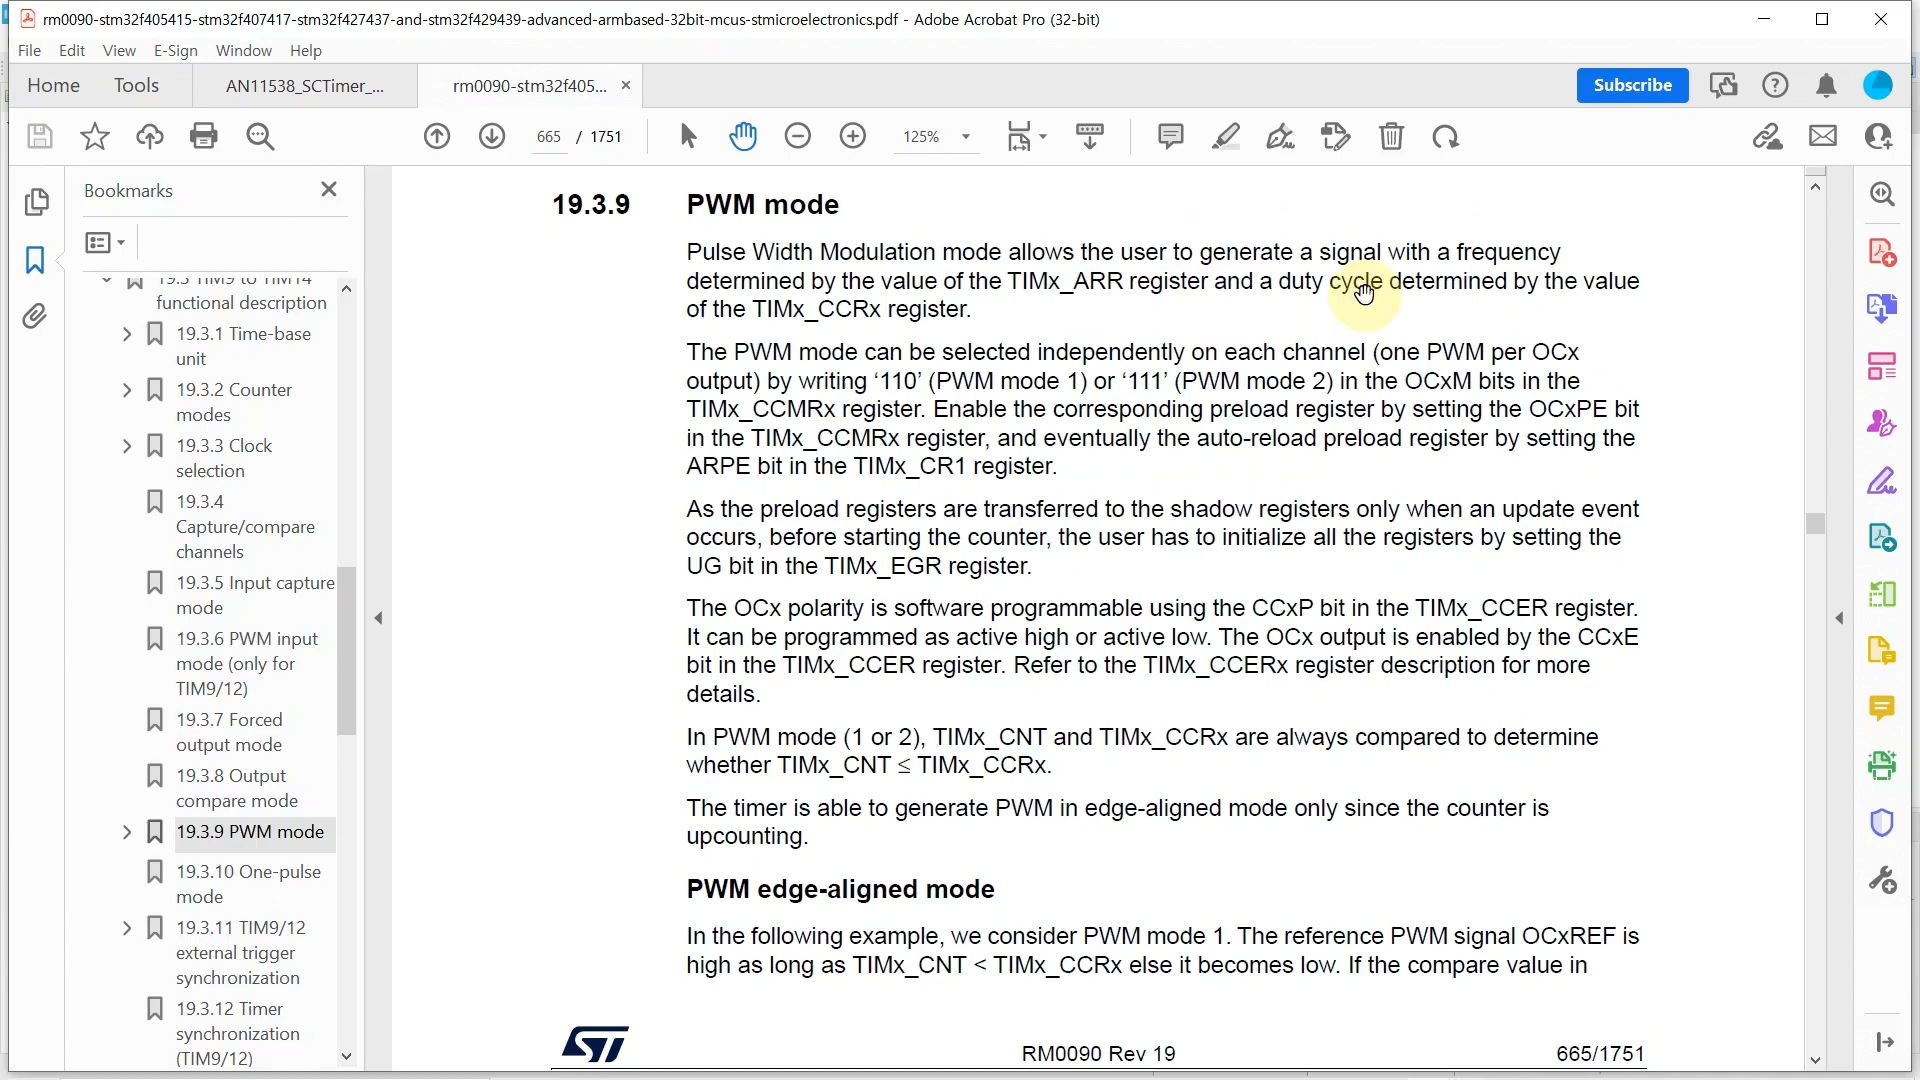 rm0090-stm32f405415-stm32f407417-stm32f427437-and-stm32f429439-advanced-armbased-32bit-mcus-stmicroelectronics.pdf - Adobe Acrobat Pro (32-bit)
File Edit View E-Sign Window Help
Home Tools AN11538_SCTimer_... rm0090-stm32f405... × Subscribe
665 / 1751 125%
Bookmarks
19.3 TIM9 to TIM14
functional description
19.3.1 Time-base
unit
19.3.2 Counter
modes
19.3.3 Clock
selection
19.3.4
Capture/compare
channels
19.3.5 Input capture
mode
19.3.6 PWM input
mode (only for
TIM9/12)
19.3.7 Forced
output mode
19.3.8 Output
compare mode
19.3.9 PWM mode
19.3.10 One-pulse
mode
19.3.11 TIM9/12
external trigger
synchronization
19.3.12 Timer
synchronization
(TIM9/12)
19.3.9 PWM mode
Pulse Width Modulation mode allows the user to generate a signal with a frequency
determined by the value of the TIMx_ARR register and a duty cycle determined by the value
of the TIMx_CCRx register.
The PWM mode can be selected independently on each channel (one PWM per OCx
output) by writing ‘110’ (PWM mode 1) or ‘111’ (PWM mode 2) in the OCxM bits in the
TIMx_CCMRx register. Enable the corresponding preload register by setting the OCxPE bit
in the TIMx_CCMRx register, and eventually the auto-reload preload register by setting the
ARPE bit in the TIMx_CR1 register.
As the preload registers are transferred to the shadow registers only when an update event
occurs, before starting the counter, the user has to initialize all the registers by setting the
UG bit in the TIMx_EGR register.
The OCx polarity is software programmable using the CCxP bit in the TIMx_CCER register.
It can be programmed as active high or active low. The OCx output is enabled by the CCxE
bit in the TIMx_CCER register. Refer to the TIMx_CCERx register description for more
details.
In PWM mode (1 or 2), TIMx_CNT and TIMx_CCRx are always compared to determine
whether TIMx_CNT ≤ TIMx_CCRx.
The timer is able to generate PWM in edge-aligned mode only since the counter is
upcounting.
PWM edge-aligned mode
In the following example, we consider PWM mode 1. The reference PWM signal OCxREF is
high as long as TIMx_CNT < TIMx_CCRx else it becomes low. If the compare value in
ST RM0090 Rev 19 665/1751